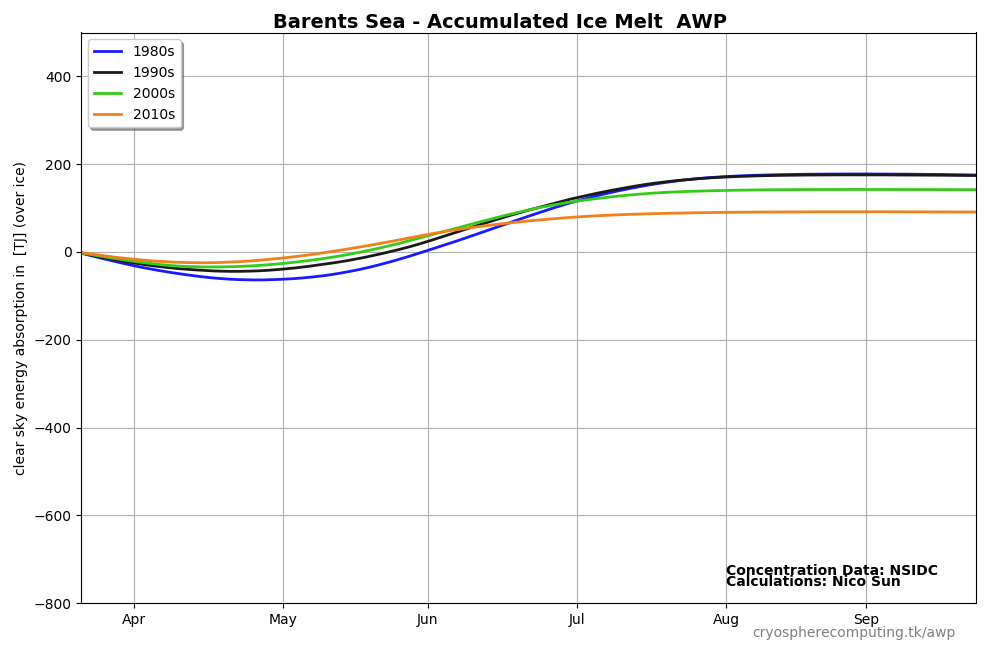 Barents Sea - Accumulated Ice Melt  AWP
1980s
1990s
2000s
2010s
clear sky energy absorption in  [TJ] (over ice)
400
200
0
−200
−400
−600
−800
Apr May Jun Jul Aug Sep
Concentration Data: NSIDC
Calculations: Nico Sun
cryospherecomputing.tk/awp